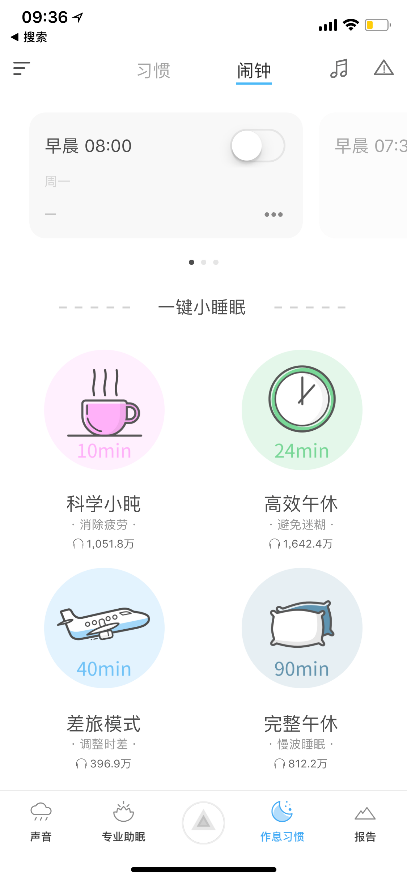 09:36
搜索
习惯
闹钟
早晨 08:00
早晨 07:3
周一
一键小睡眠
10min
24min
科学小盹
高效午休
· 消除疲劳 ·
· 避免迷糊 ·
1,051.8万
1,642.4万
40min
90min
差旅模式
完整午休
· 调整时差 ·
· 慢波睡眠 ·
396.9万
812.2万
声音
专业助眠
作息习惯
报告